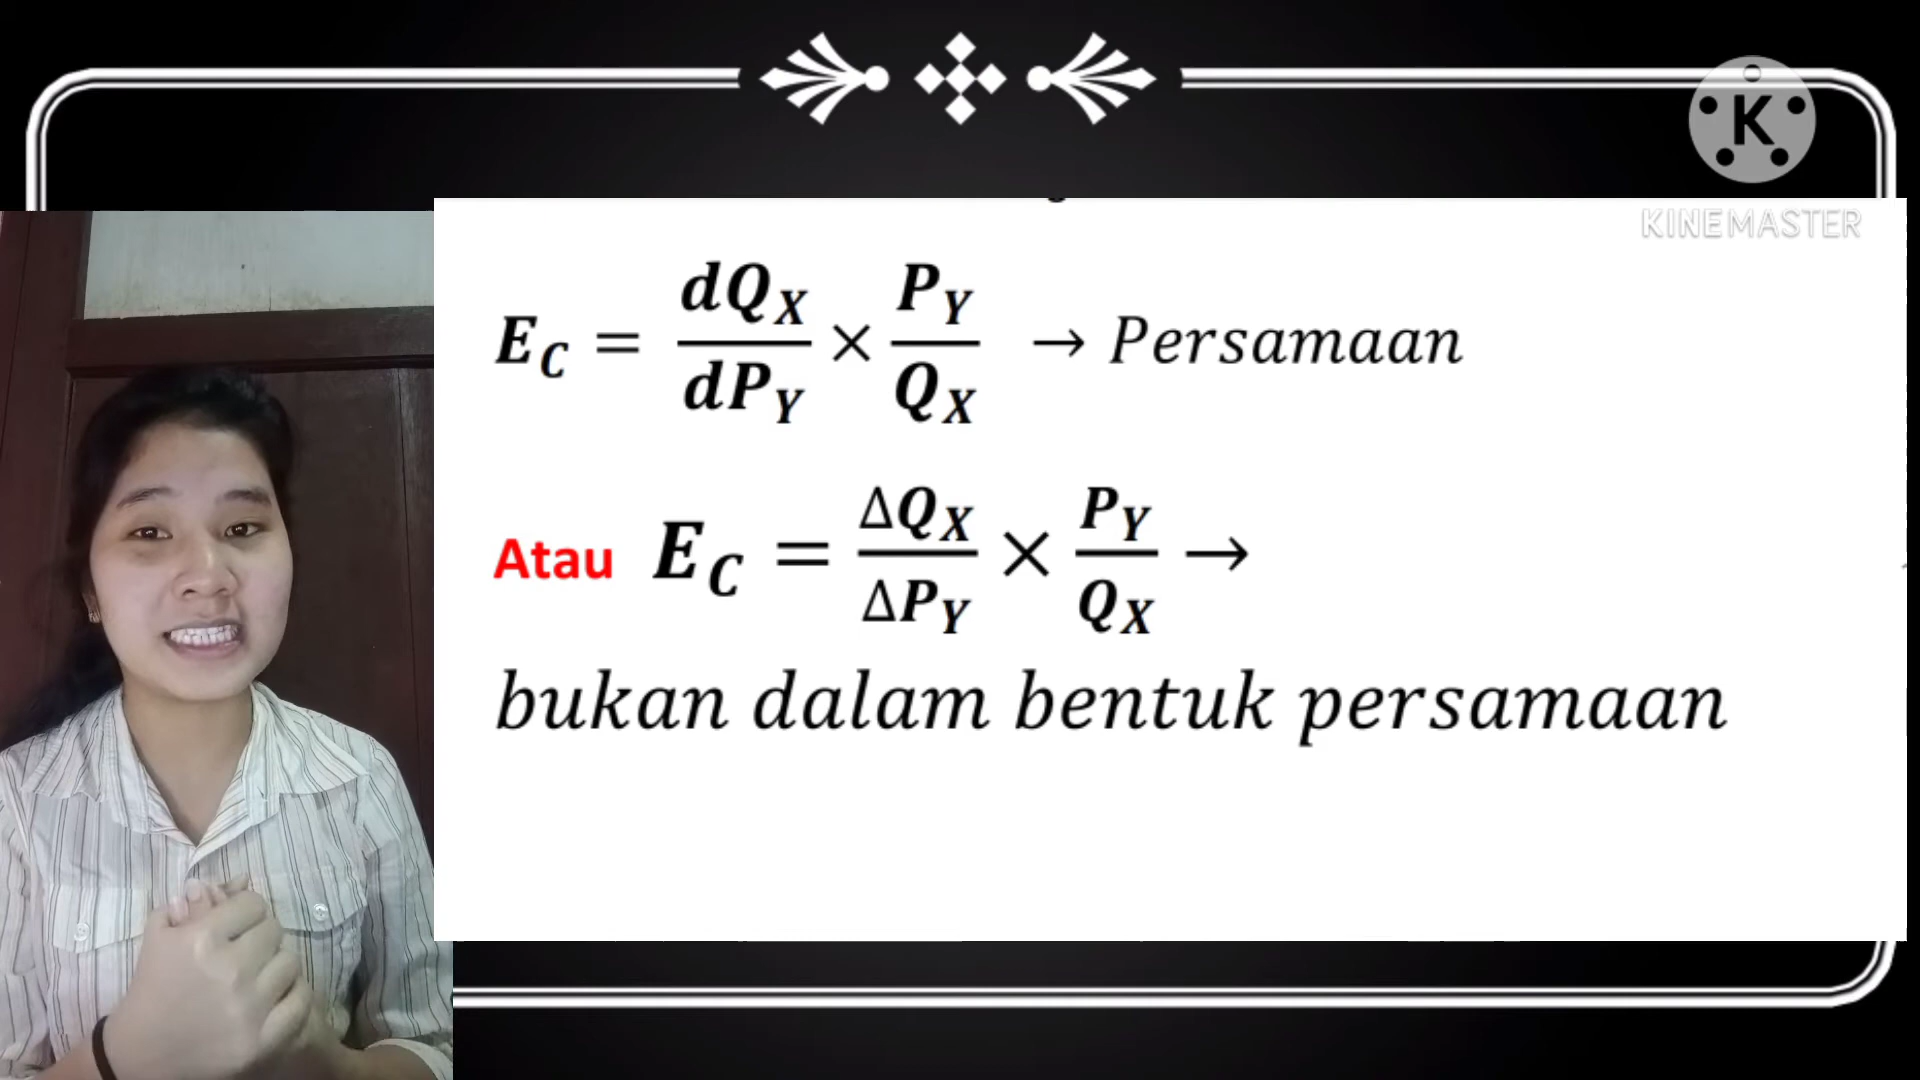 K
KINEMASTER
E_C = dQ_X/dP_Y × P_Y/Q_X → Persamaan
Atau E_C = ΔQ_X/ΔP_Y × P_Y/Q_X →
bukan dalam bentuk persamaan